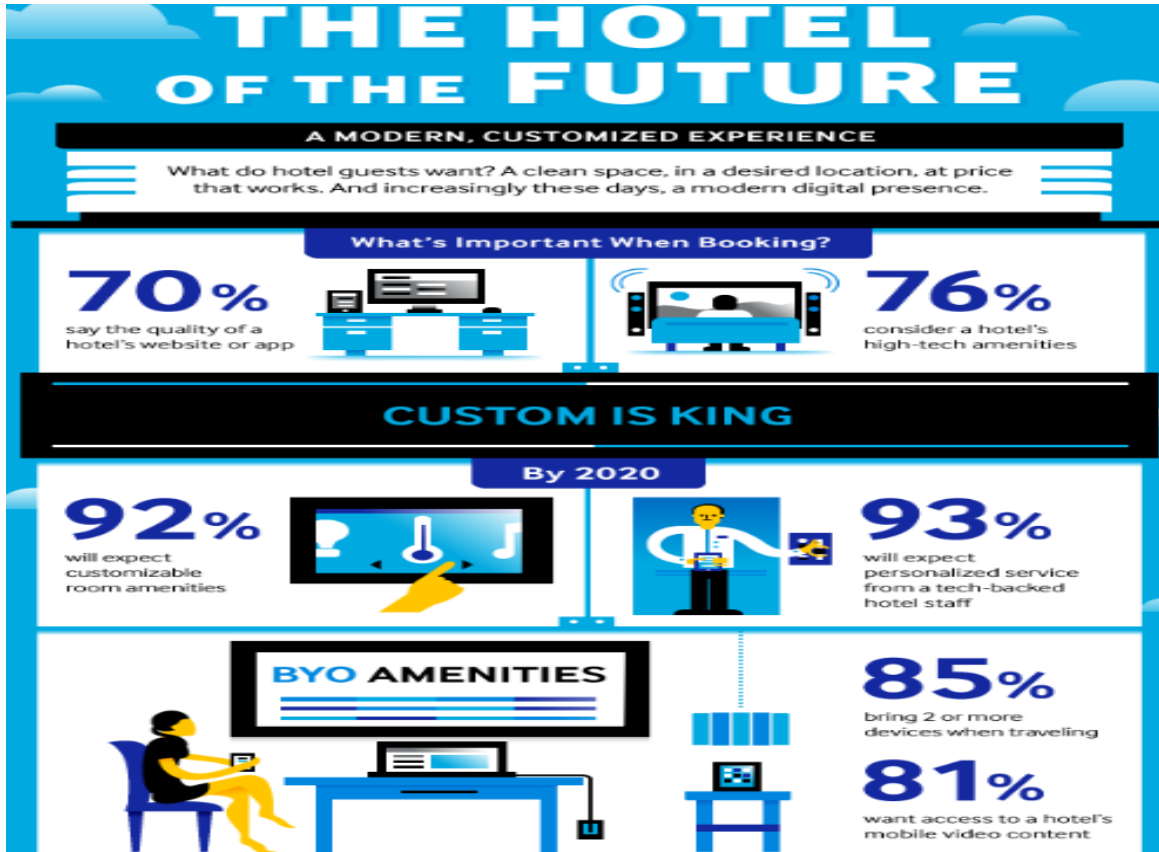 THE HOTEL
OF THE FUTURE
A MODERN, CUSTOMIZED EXPERIENCE
What do hotel guests want? A clean space, in a desired location, at price
that works. And increasingly these days, a modern digital presence.
What's Important When Booking?
70%
say the quality of a
hotel's website or app
76%
consider a hotel's
high-tech amenities
CUSTOM IS KING
By 2020
92%
will expect
customizable
room amenities
93%
will expect
personalized service
from a tech-backed
hotel staff
BYO AMENITIES
85%
bring 2 or more
devices when traveling
81%
want access to a hotel's
mobile video content